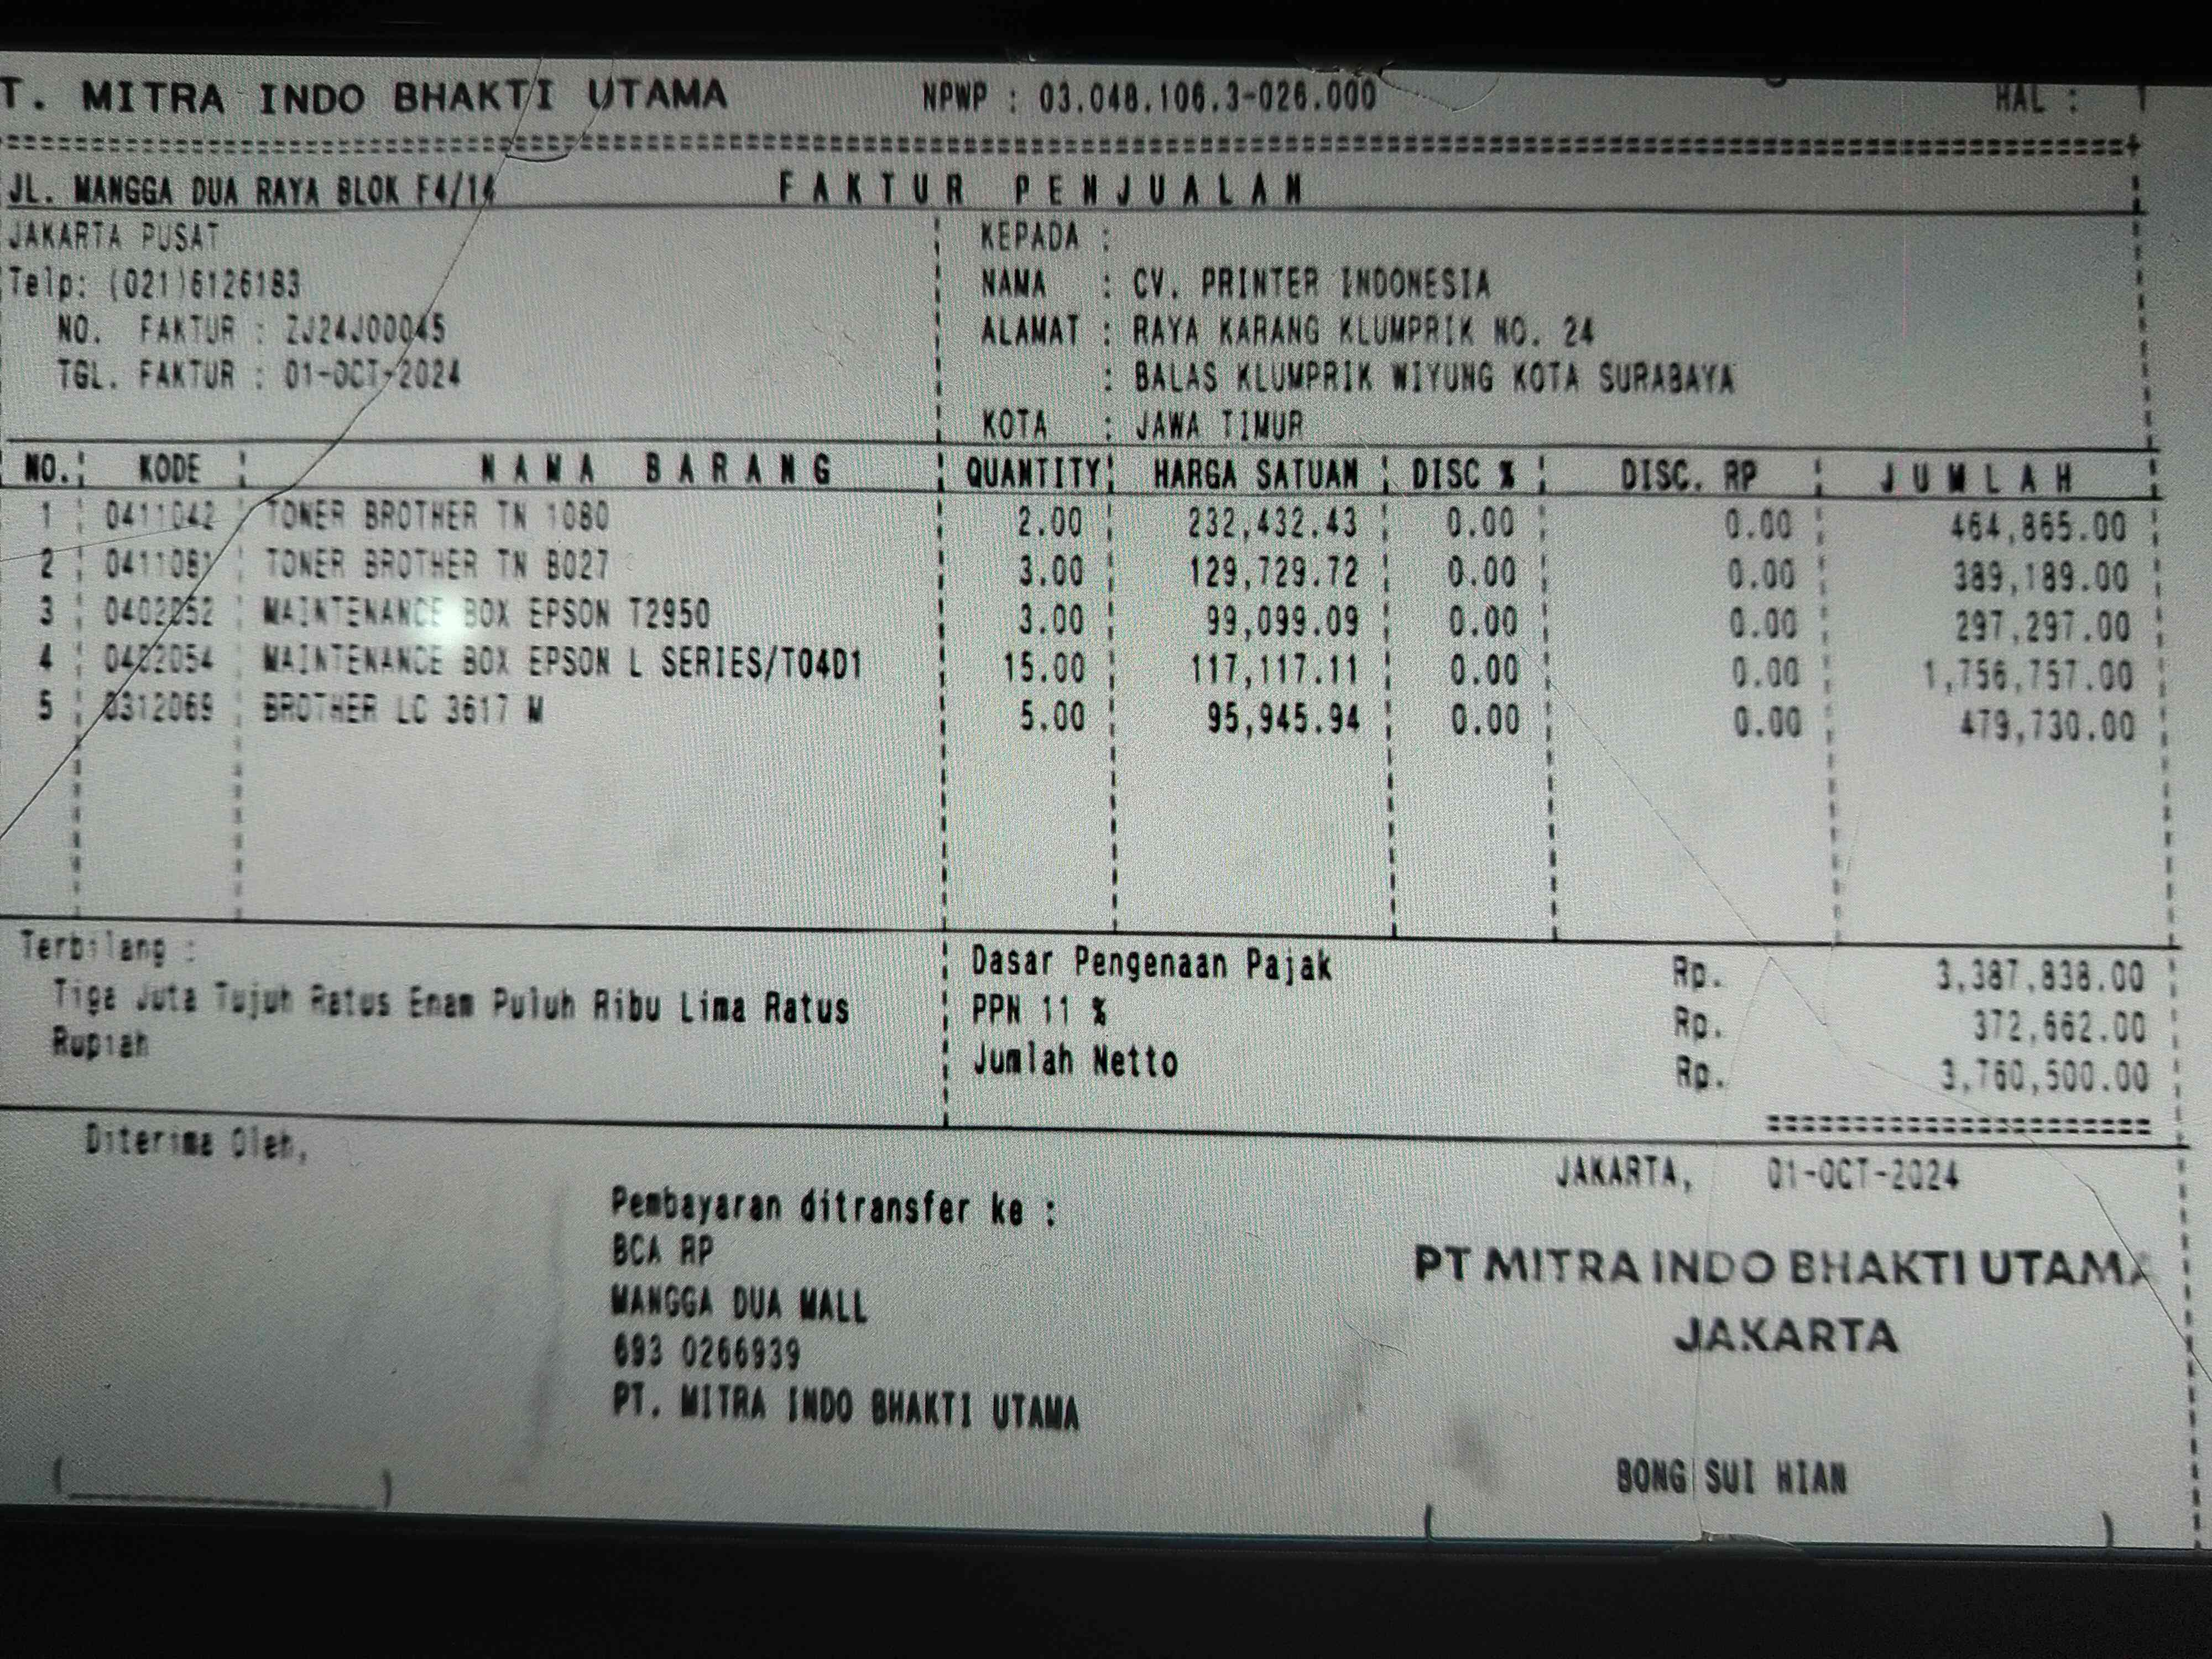 T. MITRA INDO BHAKTI UTAMA NPWP : 03.048.106.3-026.000 HAL : 1
JL. MANGGA DUA RAYA BLOK F4/14 FAKTUR PENJUALAN
JAKARTA PUSAT KEPADA :
Telp: (021)6126183 NAMA : CV. PRINTER INDONESIA
NO. FAKTUR : ZJ24J00045 ALAMAT : RAYA KARANG KLUMPRIK NO. 24
TGL. FAKTUR : 01-OCT-2024 : BALAS KLUMPRIK WIYUNG KOTA SURABAYA
KOTA : JAWA TIMUR
NO. KODE NAMA BARANG QUANTITY HARGA SATUAN DISC % DISC. RP JUMLAH
1 0411042 TONER BROTHER TN 1080 2.00 232,432.43 0.00 0.00 464,865.00
2 0411081 TONER BROTHER TN B027 3.00 129,729.72 0.00 0.00 389,189.00
3 0402252 MAINTENANCE BOX EPSON T2950 3.00 99,099.09 0.00 0.00 297,297.00
4 0422054 MAINTENANCE BOX EPSON L SERIES/T04D1 15.00 117,117.11 0.00 0.00 1,756,757.00
5 0312069 BROTHER LC 3617 M 5.00 95,945.94 0.00 0.00 479,730.00
Terbilang : Dasar Pengenaan Pajak Rp. 3,387,838.00
Tiga Juta Tujuh Ratus Enam Puluh Ribu Lima Ratus PPN 11 % Rp. 372,662.00
Rupiah Jumlah Netto Rp. 3,760,500.00
Diterima Oleh,
JAKARTA, 01-OCT-2024
Pembayaran ditransfer ke :
BCA RP
MANGGA DUA MALL
693 0266939
PT. MITRA INDO BHAKTI UTAMA
PT MITRA INDO BHAKTI UTAMA
JAKARTA
BONG SUI HIAN